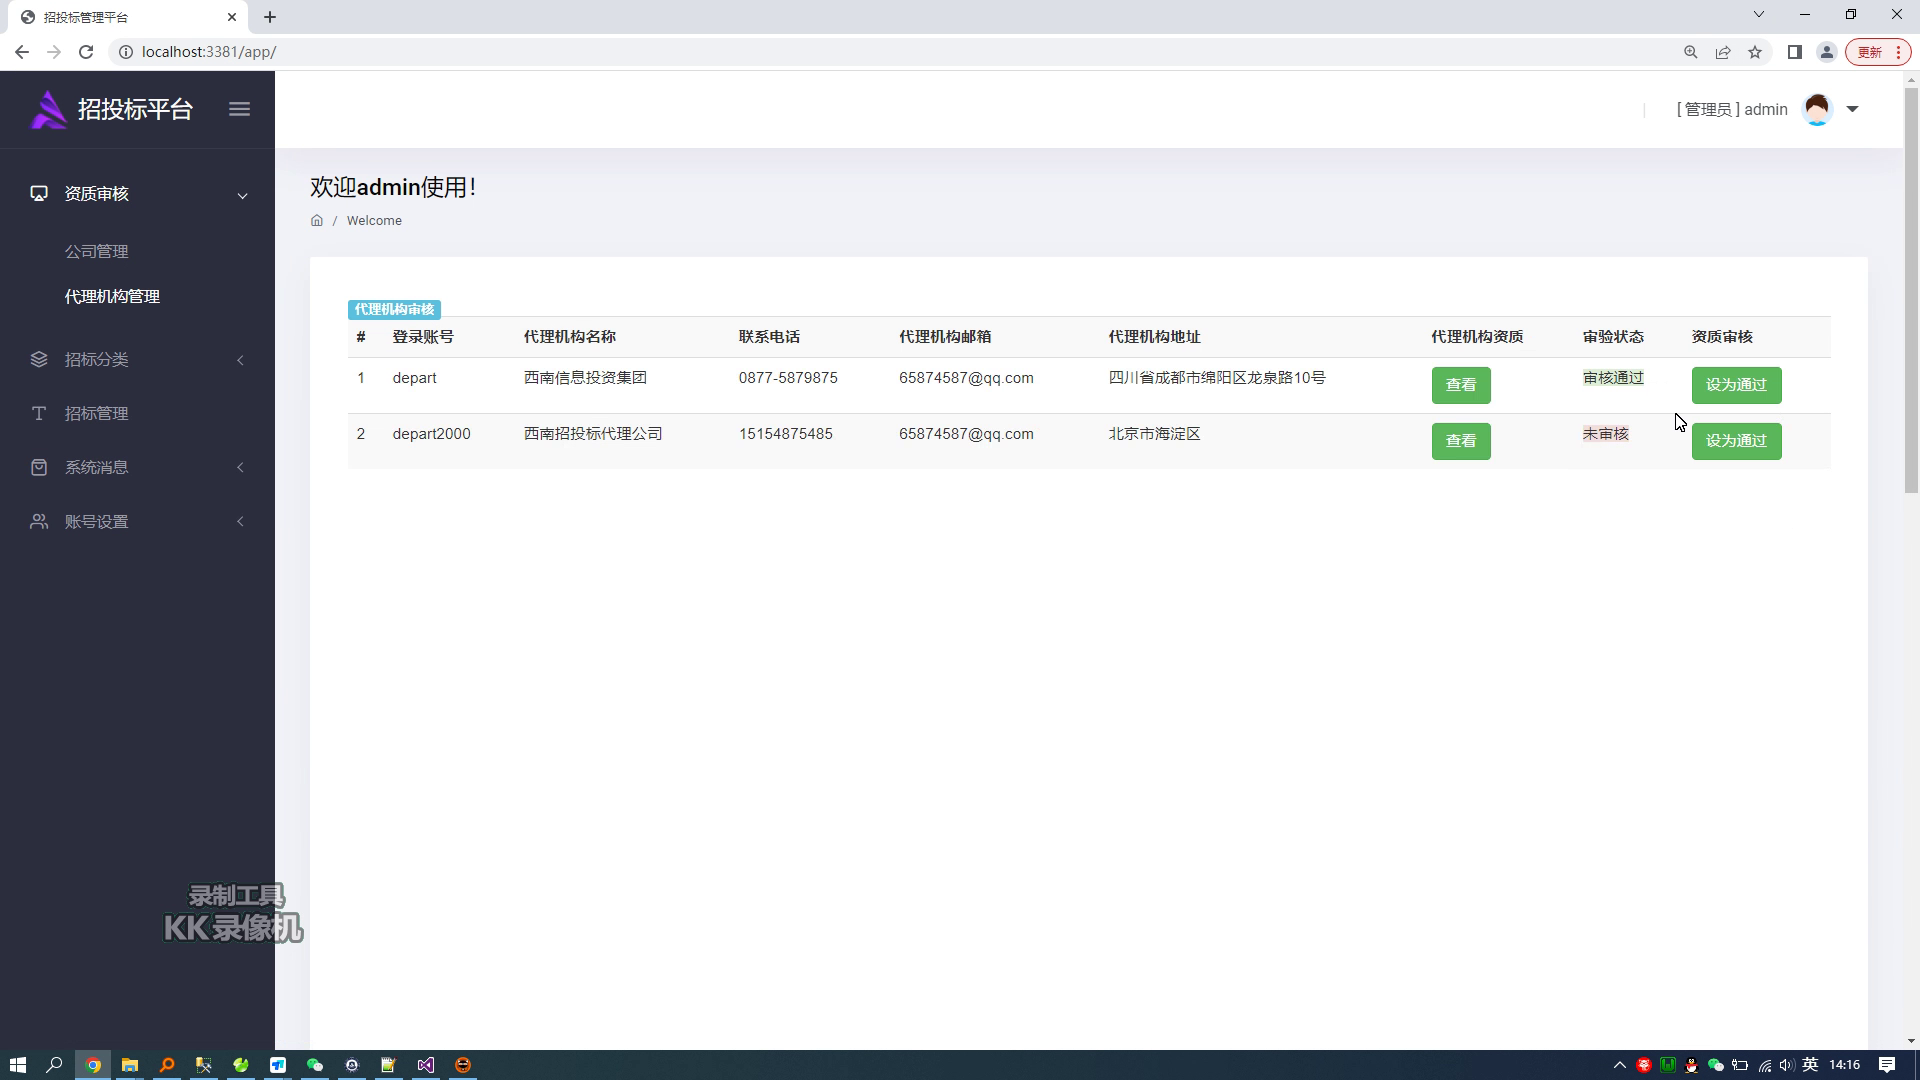 招投标管理平台
localhost:3381/app/
更新
招投标平台
[ 管理员 ] admin
资质审核
公司管理
代理机构管理
招标分类
招标管理
系统消息
账号设置
欢迎admin使用!
/ Welcome
代理机构审核
# 登录账号 代理机构名称 联系电话 代理机构邮箱 代理机构地址 代理机构资质 审验状态 资质审核
1 depart 西南信息投资集团 0877-5879875 65874587@qq.com 四川省成都市绵阳区龙泉路10号 查看 审核通过 设为通过
2 depart2000 西南招投标代理公司 15154875485 65874587@qq.com 北京市海淀区 查看 未审核 设为通过
录制工具
KK录像机
英 14:16